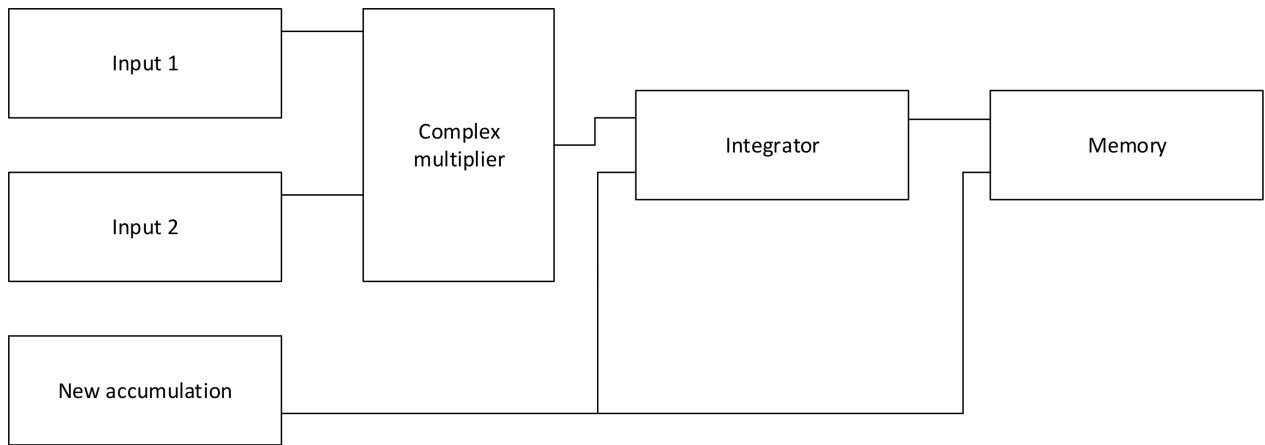 Input 1
Complex
multiplier
Integrator
Memory
Input 2
New accumulation